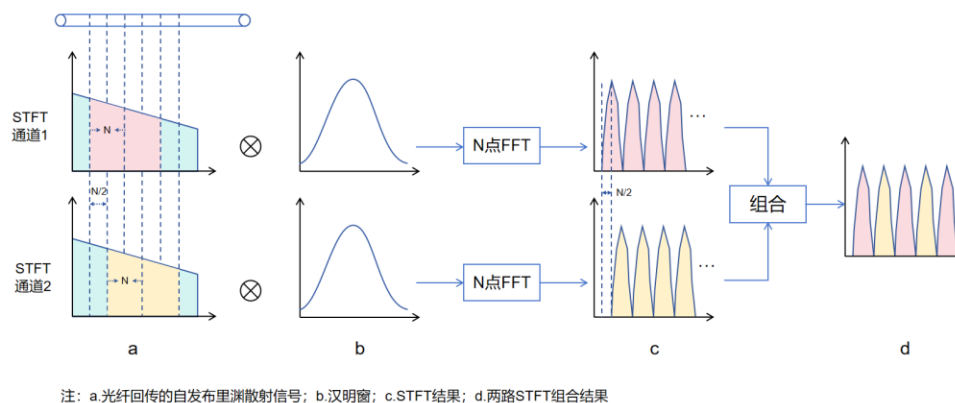 STFT
通道1
N
N点FFT
...
N/2
N/2
组合
STFT
通道2
N
N点FFT
...
a
b
c
d
注：a.光纤回传的自发布里渊散射信号；b.汉明窗；c.STFT结果；d.两路STFT组合结果